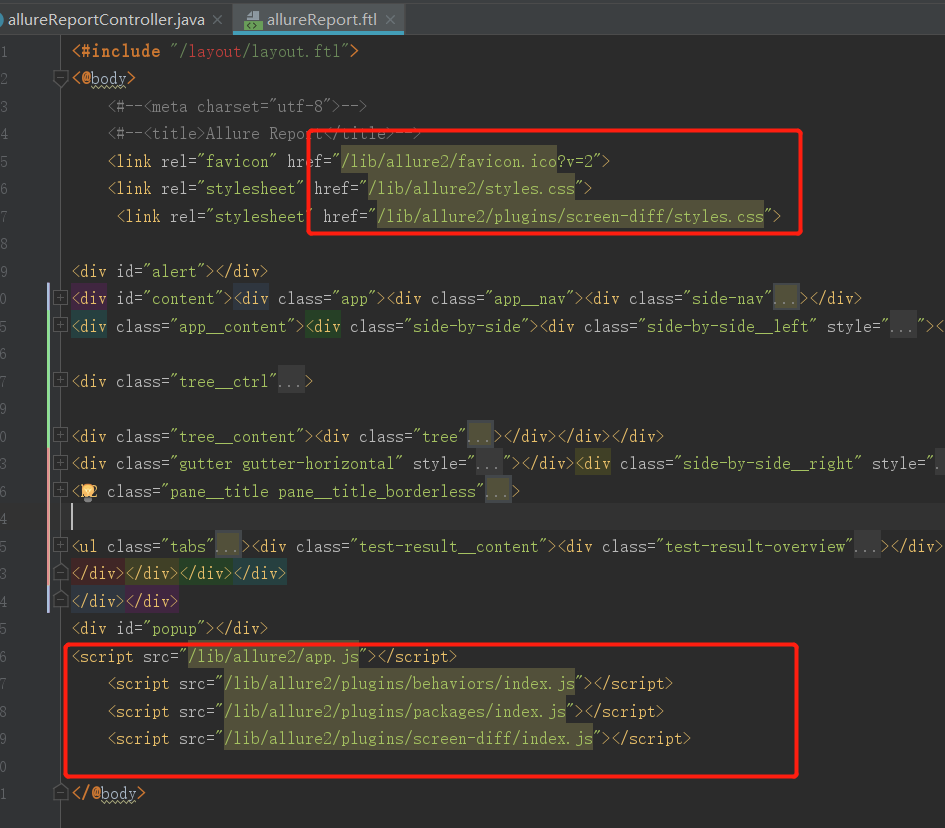 allureReportController.java × allureReport.ftl ×
1 <#include "/layout/layout.ftl">
2 <@body>
3 <#--<meta charset="utf-8">-->
4 <#--<title>Allure Report</title>-->
5 <link rel="favicon" href="/lib/allure2/favicon.ico?v=2">
6 <link rel="stylesheet" href="/lib/allure2/styles.css">
7 <link rel="stylesheet" href="/lib/allure2/plugins/screen-diff/styles.css">
8
9 <div id="alert"></div>
0 <div id="content"><div class="app"><div class="app__nav"><div class="side-nav"...></div>
5 <div class="app__content"><div class="side-by-side"><div class="side-by-side__left" style="..."><
6
7 <div class="tree__ctrl"...>
9
0 <div class="tree__content"><div class="tree"...></div></div></div>
3 <div class="gutter gutter-horizontal" style="..."></div><div class="side-by-side__right" style=".
6 < class="pane__title pane__title_borderless"...>
4
5 <ul class="tabs"...><div class="test-result__content"><div class="test-result-overview"...></div>
3 </div></div></div></div>
4 </div></div>
5 <div id="popup"></div>
6 <script src="/lib/allure2/app.js"></script>
7 <script src="/lib/allure2/plugins/behaviors/index.js"></script>
8 <script src="/lib/allure2/plugins/packages/index.js"></script>
9 <script src="/lib/allure2/plugins/screen-diff/index.js"></script>
0
1 </@body>